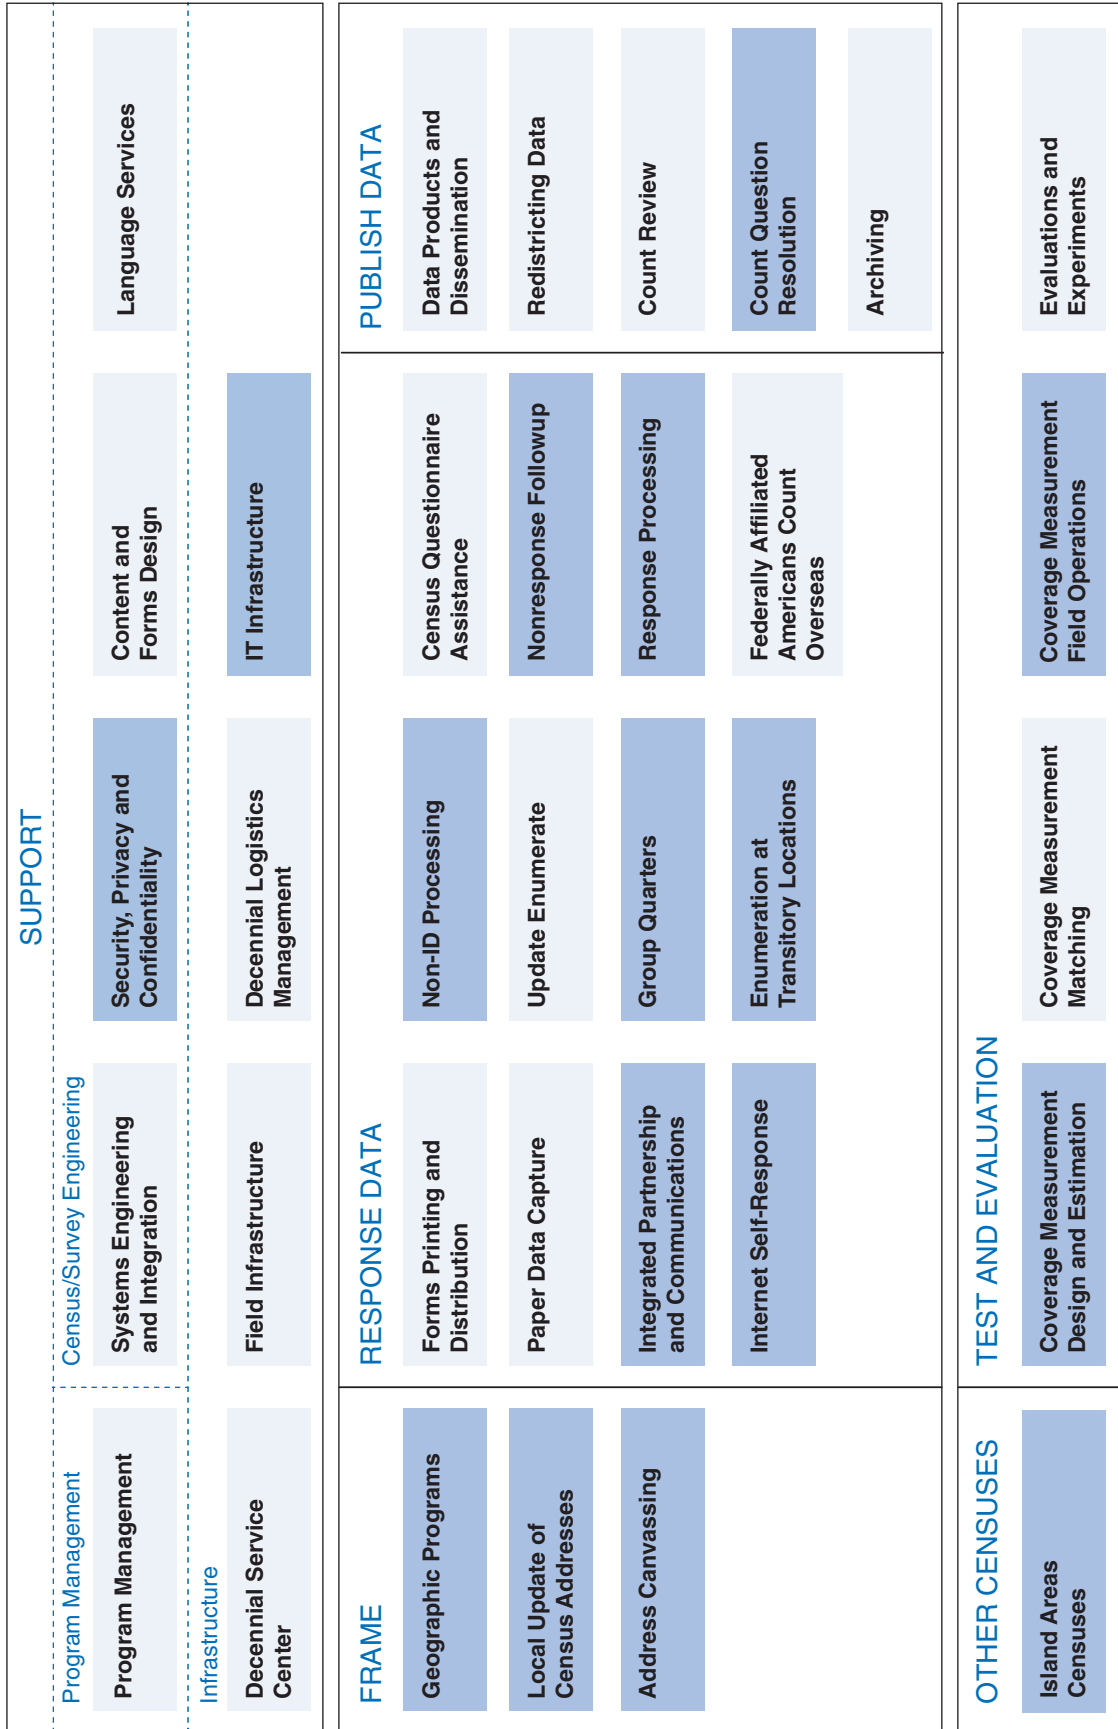 SUPPORT
Program Management
Program Management
Census/Survey Engineering
Systems Engineering
and Integration
Security, Privacy and
Confidentiality
Content and
Forms Design
Language Services
Infrastructure
Decennial Service
Center
Field Infrastructure
Decennial Logistics
Management
IT Infrastructure
FRAME
Geographic Programs
Local Update of
Census Addresses
Address Canvassing
RESPONSE DATA
Forms Printing and
Distribution
Paper Data Capture
Integrated Partnership
and Communications
Internet Self-Response
Non-ID Processing
Update Enumerate
Group Quarters
Enumeration at
Transitory Locations
Census Questionnaire
Assistance
Nonresponse Followup
Response Processing
Federally Affiliated
Americans Count
Overseas
PUBLISH DATA
Data Products and
Dissemination
Redistricting Data
Count Review
Count Question
Resolution
Archiving
OTHER CENSUSES
Island Areas
Censuses
TEST AND EVALUATION
Coverage Measurement
Design and Estimation
Coverage Measurement
Matching
Coverage Measurement
Field Operations
Evaluations and
Experiments